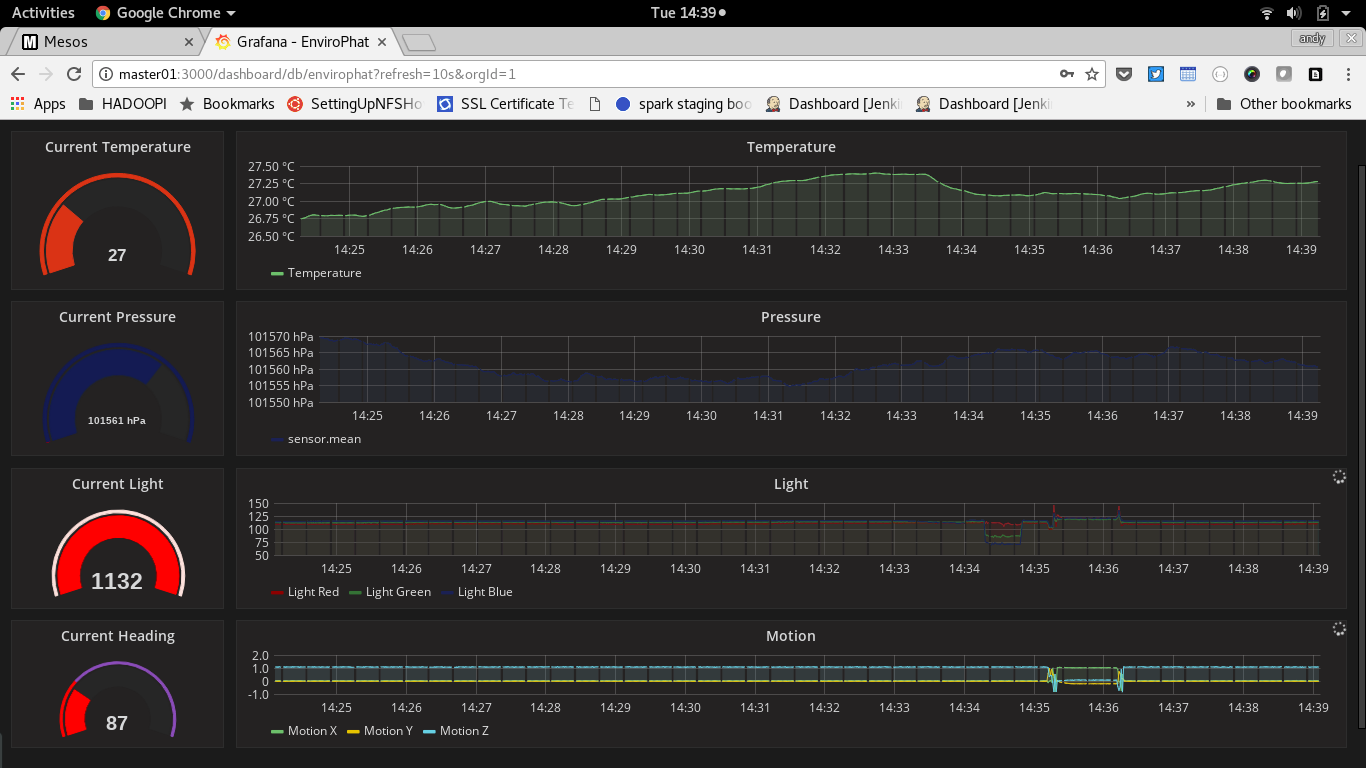 Activities Google Chrome Tue 14:39
Mesos Grafana - EnviroPhat andy
master01:3000/dashboard/db/envirophat?refresh=10s&orgId=1
Apps HADOOPI Bookmarks SettingUpNFSHo SSL Certificate Te spark staging boo Dashboard [Jenki Dashboard [Jenki » Other bookmarks
Current Temperature
27
Temperature
27.50 °C
27.25 °C
27.00 °C
26.75 °C
26.50 °C
14:25 14:26 14:27 14:28 14:29 14:30 14:31 14:32 14:33 14:34 14:35 14:36 14:37 14:38 14:39
Temperature
Current Pressure
101561 hPa
Pressure
101570 hPa
101565 hPa
101560 hPa
101555 hPa
101550 hPa
14:25 14:26 14:27 14:28 14:29 14:30 14:31 14:32 14:33 14:34 14:35 14:36 14:37 14:38 14:39
sensor.mean
Current Light
1132
Light
150
125
100
75
50
14:25 14:26 14:27 14:28 14:29 14:30 14:31 14:32 14:33 14:34 14:35 14:36 14:37 14:38 14:39
Light Red Light Green Light Blue
Current Heading
87
Motion
2.0
1.0
0
-1.0
14:25 14:26 14:27 14:28 14:29 14:30 14:31 14:32 14:33 14:34 14:35 14:36 14:37 14:38 14:39
Motion X Motion Y Motion Z